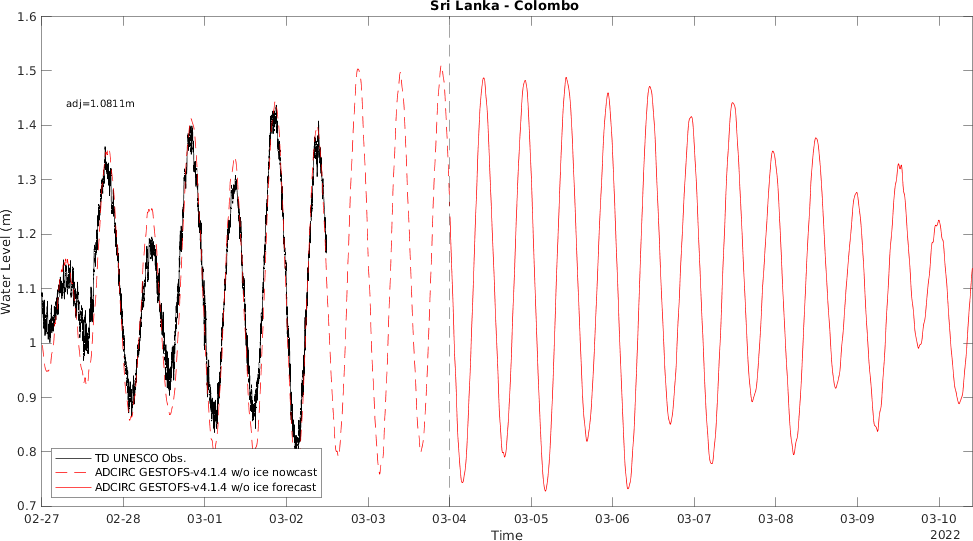 Sri Lanka - Colombo
1.6
1.5
adj=1.0811m
1.4
1.3
1.2
1.1
1
0.9
0.8
0.7
Water Level (m)
TD UNESCO Obs.
ADCIRC GESTOFS-v4.1.4 w/o ice nowcast
ADCIRC GESTOFS-v4.1.4 w/o ice forecast
02-27 02-28 03-01 03-02 03-03 03-04 03-05 03-06 03-07 03-08 03-09 03-10
Time
2022